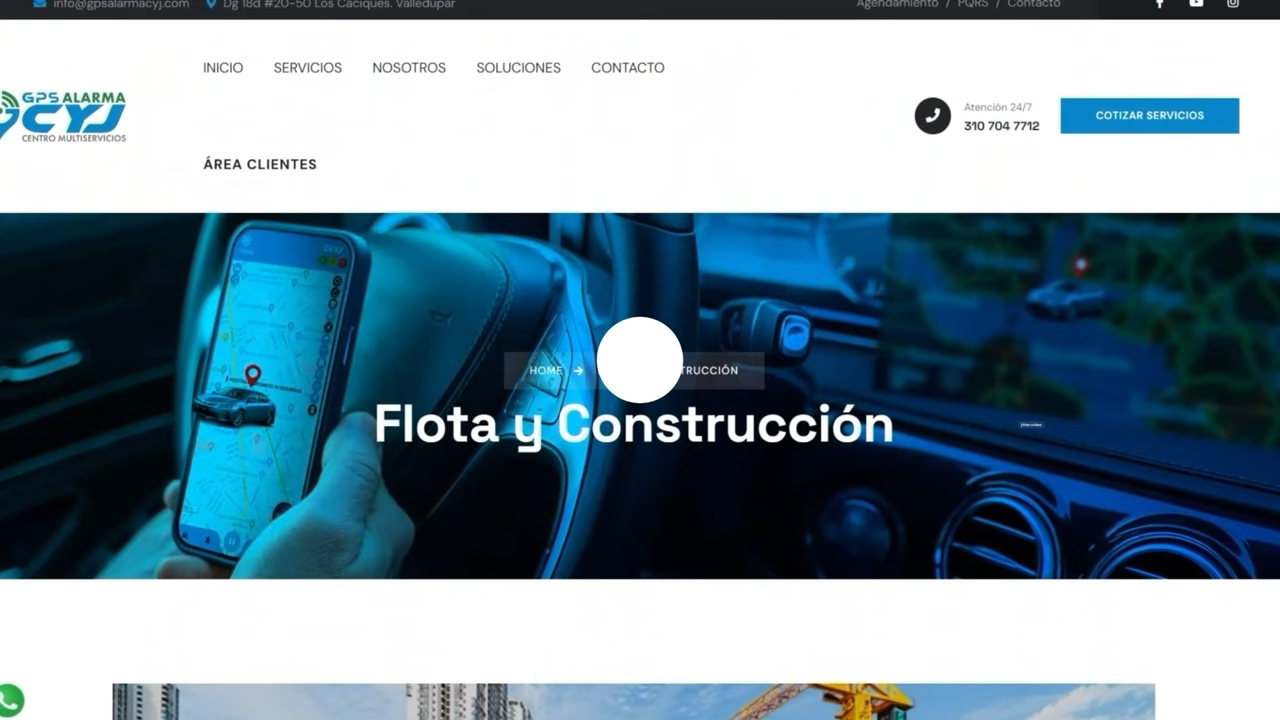 info@gpsalarmacyj.com Dg 18d #20-50 Los Caciques. Valledupar
Agendamiento / PQRS / Contacto
INICIO SERVICIOS NOSOTROS SOLUCIONES CONTACTO
GPS ALARMA
CYJ
CENTRO MULTISERVICIOS
Atención 24/7
310 704 7712
COTIZAR SERVICIOS
ÁREA CLIENTES
HOME → TRUCCIÓN
Flota y Construcción